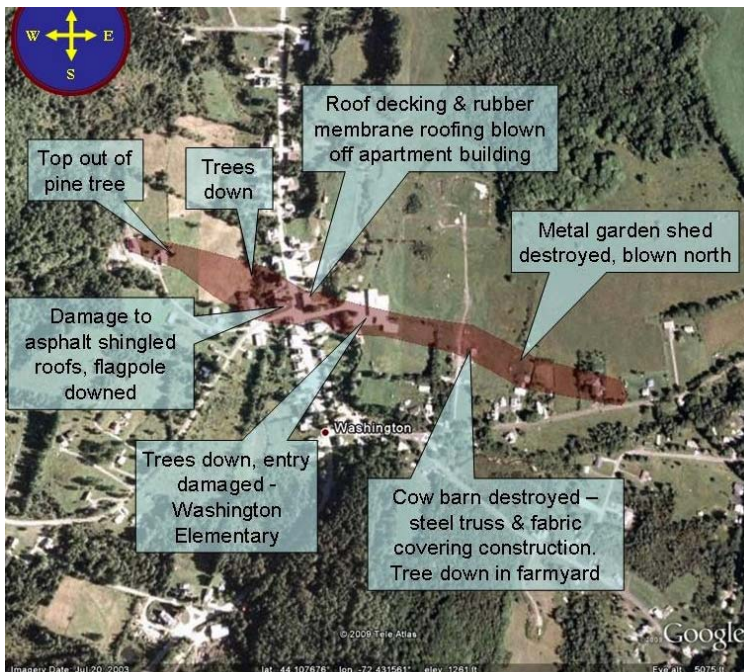 W E
S
Roof decking & rubber
membrane roofing blown
off apartment building
Top out of
pine tree
Trees
down
Metal garden shed
destroyed, blown north
Damage to
asphalt shingled
roofs, flagpole
downed
Washington
Trees down, entry
damaged -
Washington
Elementary
Cow barn destroyed –
steel truss & fabric
covering construction.
Tree down in farmyard
© 2009 Tele Atlas
Google
Imagery Date: Jul 20, 2003 lat 44.107676° lon -72.431561° elev 1261 ft Eye alt 5075 ft